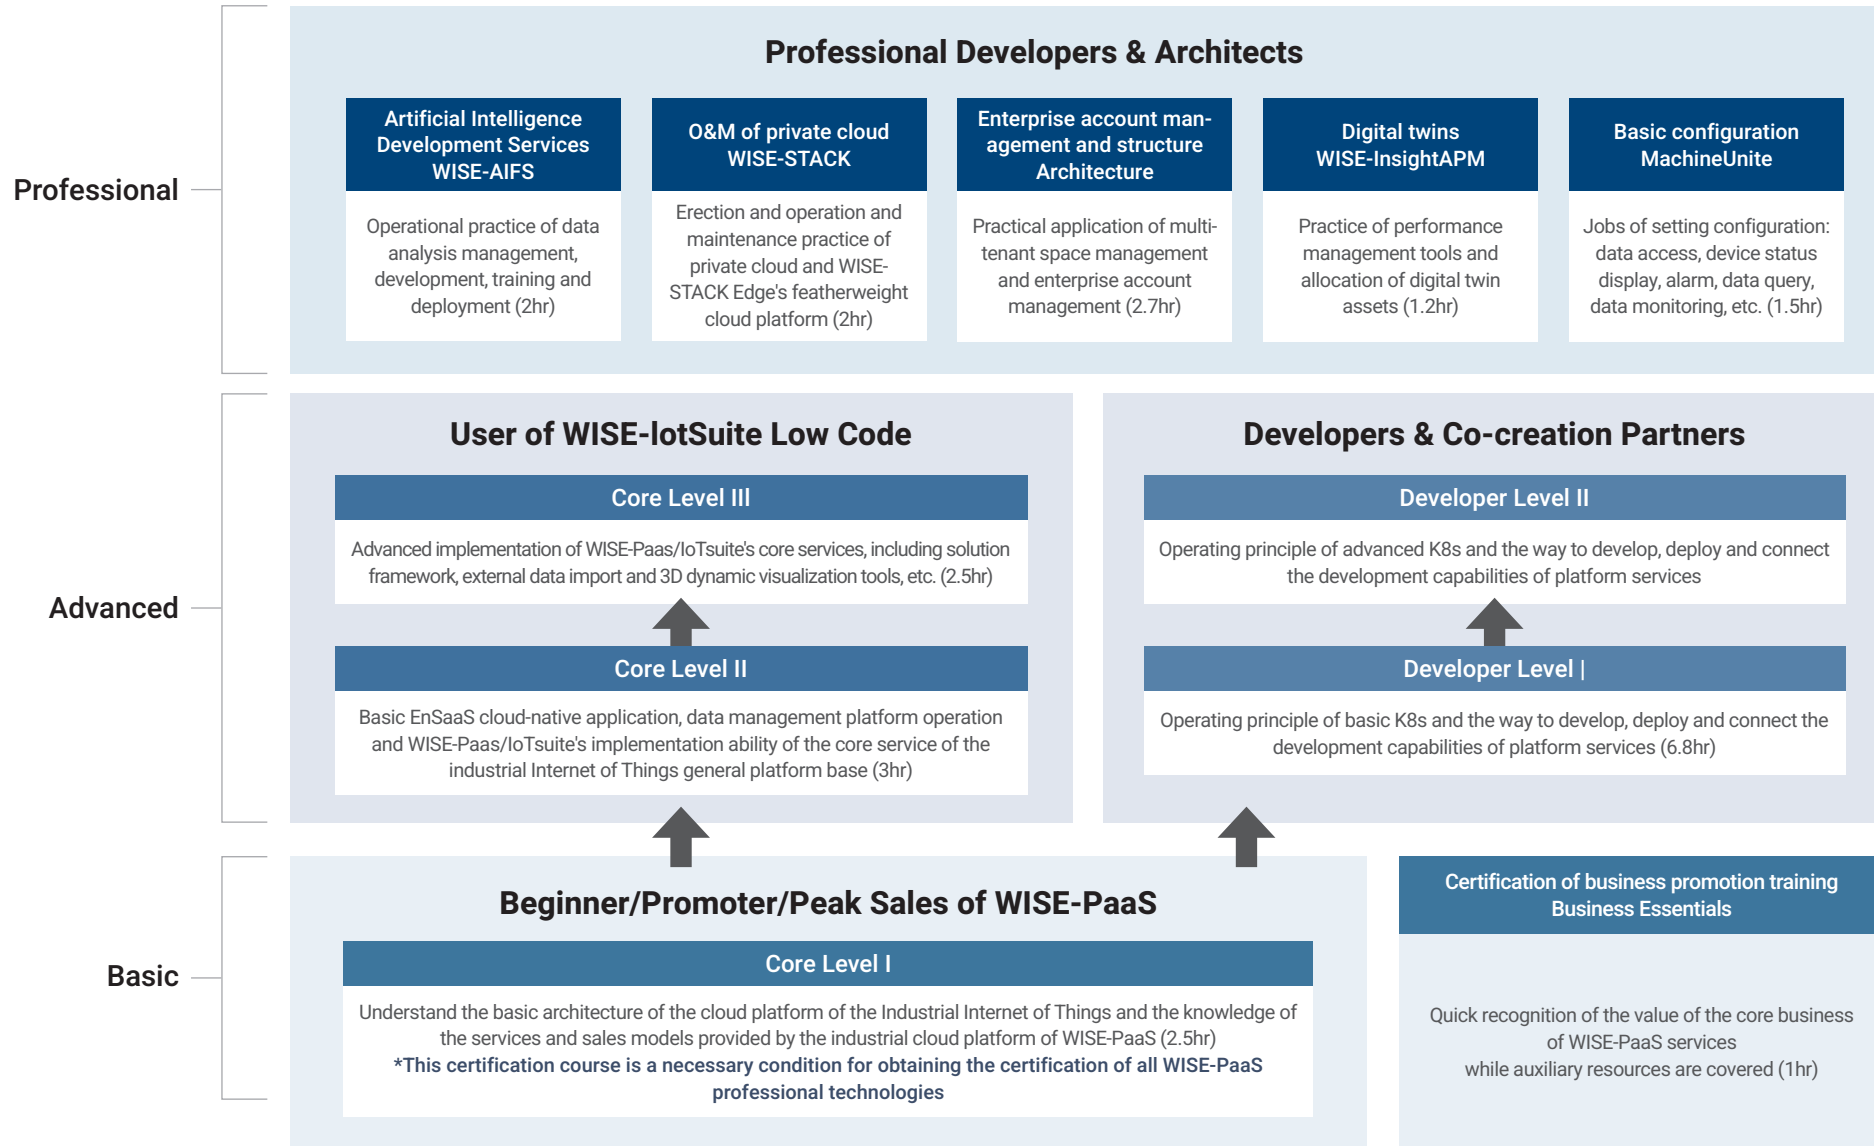 Professional
Professional Developers & Architects
Artificial Intelligence
Development Services
WISE-AIFS
Operational practice of data
analysis management,
development, training and
deployment (2hr)
O&M of private cloud
WISE-STACK
Erection and operation and
maintenance practice of
private cloud and WISE-
STACK Edge's featherweight
cloud platform (2hr)
Enterprise account man-
agement and structure
Architecture
Practical application of multi-
tenant space management
and enterprise account
management (2.7hr)
Digital twins
WISE-InsightAPM
Practice of performance
management tools and
allocation of digital twin
assets (1.2hr)
Basic configuration
MachineUnite
Jobs of setting configuration:
data access, device status
display, alarm, data query,
data monitoring, etc. (1.5hr)
Advanced
User of WISE-lotSuite Low Code
Core Level III
Advanced implementation of WISE-Paas/IoTsuite's core services, including solution
framework, external data import and 3D dynamic visualization tools, etc. (2.5hr)
Core Level II
Basic EnSaaS cloud-native application, data management platform operation
and WISE-Paas/IoTsuite's implementation ability of the core service of the
industrial Internet of Things general platform base (3hr)
Developers & Co-creation Partners
Developer Level II
Operating principle of advanced K8s and the way to develop, deploy and connect
the development capabilities of platform services
Developer Level |
Operating principle of basic K8s and the way to develop, deploy and connect the
development capabilities of platform services (6.8hr)
Basic
Beginner/Promoter/Peak Sales of WISE-PaaS
Core Level I
Understand the basic architecture of the cloud platform of the Industrial Internet of Things and the knowledge of
the services and sales models provided by the industrial cloud platform of WISE-PaaS (2.5hr)
*This certification course is a necessary condition for obtaining the certification of all WISE-PaaS
professional technologies
Certification of business promotion training
Business Essentials
Quick recognition of the value of the core business
of WISE-PaaS services
while auxiliary resources are covered (1hr)